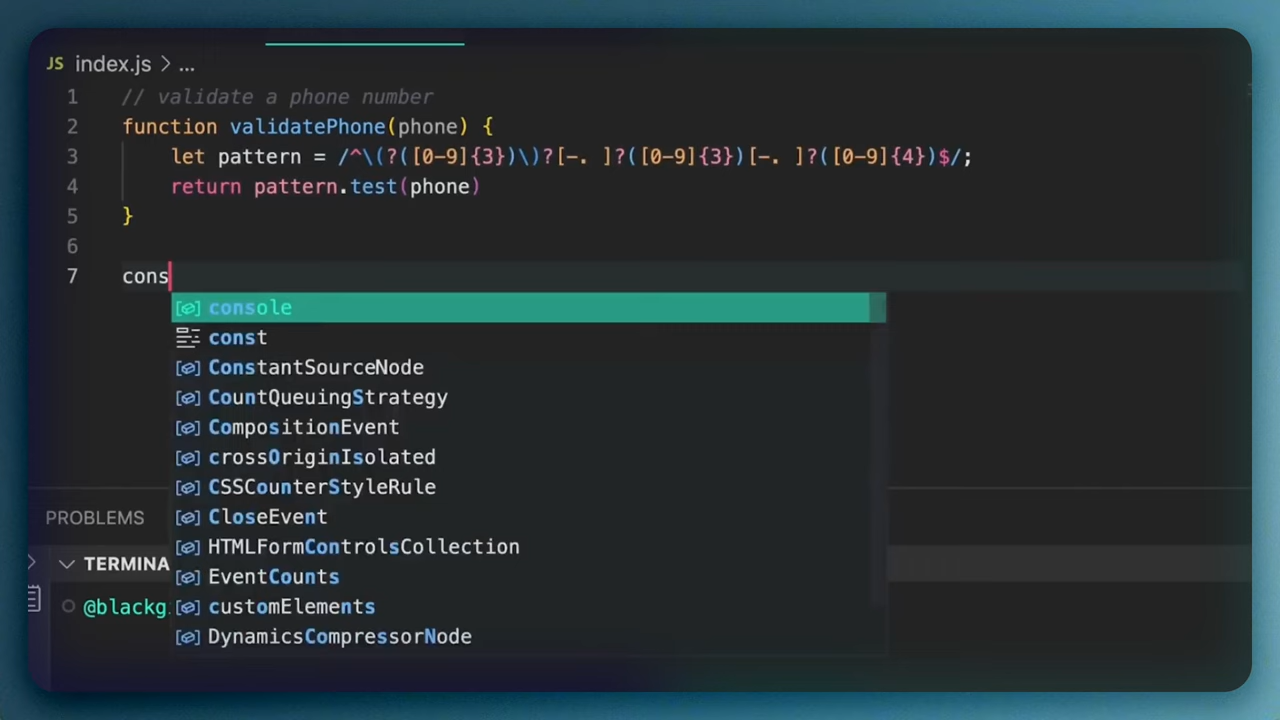 JS index.js > ...
1 // validate a phone number
2 function validatePhone(phone) {
3 let pattern = /^\(?([0-9]{3})\)?[-. ]?([0-9]{3})[-. ]?([0-9]{4})$/;
4 return pattern.test(phone)
5 }
6
7 cons
console
const
ConstantSourceNode
CountQueuingStrategy
CompositionEvent
crossOriginIsolated
CSSCounterStyleRule
CloseEvent
HTMLFormControlsCollection
EventCounts
customElements
DynamicsCompressorNode
PROBLEMS
TERMINA
@blackg